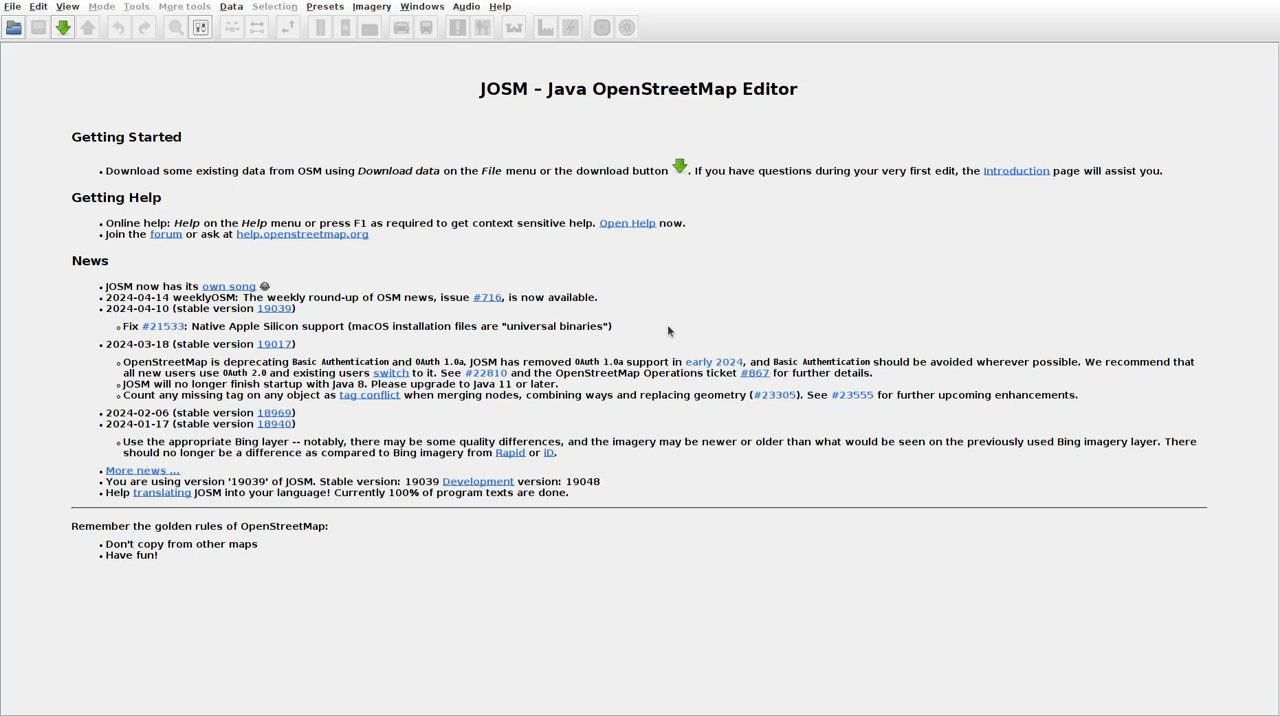 File Edit View Mode Tools More tools Data Selection Presets Imagery Windows Audio Help
JOSM – Java OpenStreetMap Editor
Getting Started
• Download some existing data from OSM using Download data on the File menu or the download button . If you have questions during your very first edit, the Introduction page will assist you.
Getting Help
• Online help: Help on the Help menu or press F1 as required to get context sensitive help. Open Help now.
• Join the forum or ask at help.openstreetmap.org
News
• JOSM now has its own song 😂
• 2024-04-14 weeklyOSM: The weekly round-up of OSM news, issue #716, is now available.
• 2024-04-10 (stable version 19039)
◦ Fix #21533: Native Apple Silicon support (macOS installation files are "universal binaries")
• 2024-03-18 (stable version 19017)
◦ OpenStreetMap is deprecating Basic Authentication and OAuth 1.0a, JOSM has removed OAuth 1.0a support in early 2024, and Basic Authentication should be avoided wherever possible. We recommend that
all new users use OAuth 2.0 and existing users switch to it. See #22810 and the OpenStreetMap Operations ticket #867 for further details.
◦ JOSM will no longer finish startup with Java 8. Please upgrade to Java 11 or later.
◦ Count any missing tag on any object as tag conflict when merging nodes, combining ways and replacing geometry (#23305). See #23555 for further upcoming enhancements.
• 2024-02-06 (stable version 18969)
• 2024-01-17 (stable version 18940)
◦ Use the appropriate Bing layer -- notably, there may be some quality differences, and the imagery may be newer or older than what would be seen on the previously used Bing imagery layer. There
should no longer be a difference as compared to Bing imagery from Rapid or iD.
• More news ...
• You are using version '19039' of JOSM. Stable version: 19039 Development version: 19048
• Help translating JOSM into your language! Currently 100% of program texts are done.
Remember the golden rules of OpenStreetMap:
• Don't copy from other maps
• Have fun!